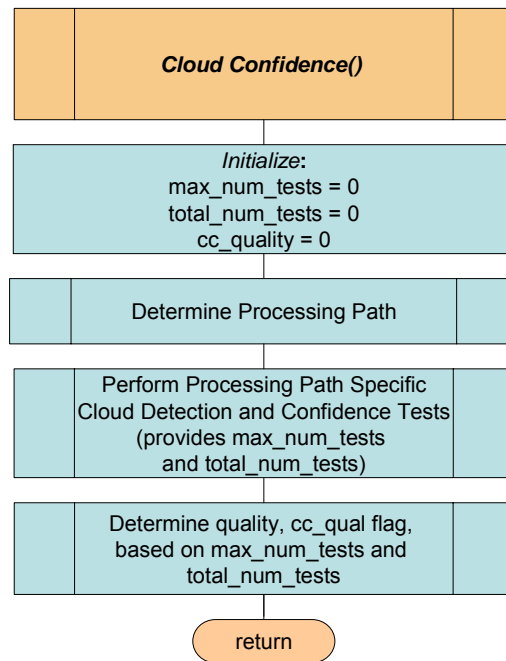 Cloud Confidence()
Initialize:
max_num_tests = 0
total_num_tests = 0
cc_quality = 0
Determine Processing Path
Perform Processing Path Specific
Cloud Detection and Confidence Tests
(provides max_num_tests
and total_num_tests)
Determine quality, cc_qual flag,
based on max_num_tests and
total_num_tests
return